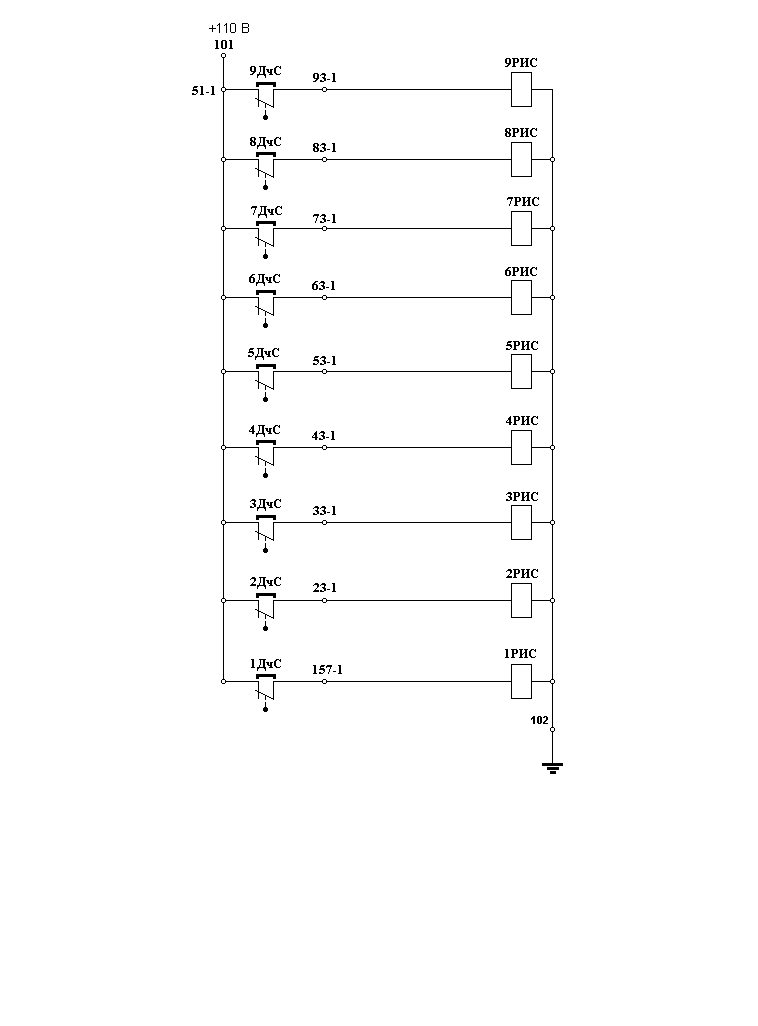 +110 В
101
9ДчС 93-1 9РИС
51-1
8ДчС 83-1 8РИС
7ДчС 73-1 7РИС
6ДчС 63-1 6РИС
5ДчС 53-1 5РИС
4ДчС 43-1 4РИС
3ДчС 33-1 3РИС
2ДчС 23-1 2РИС
1ДчС 157-1 1РИС
102